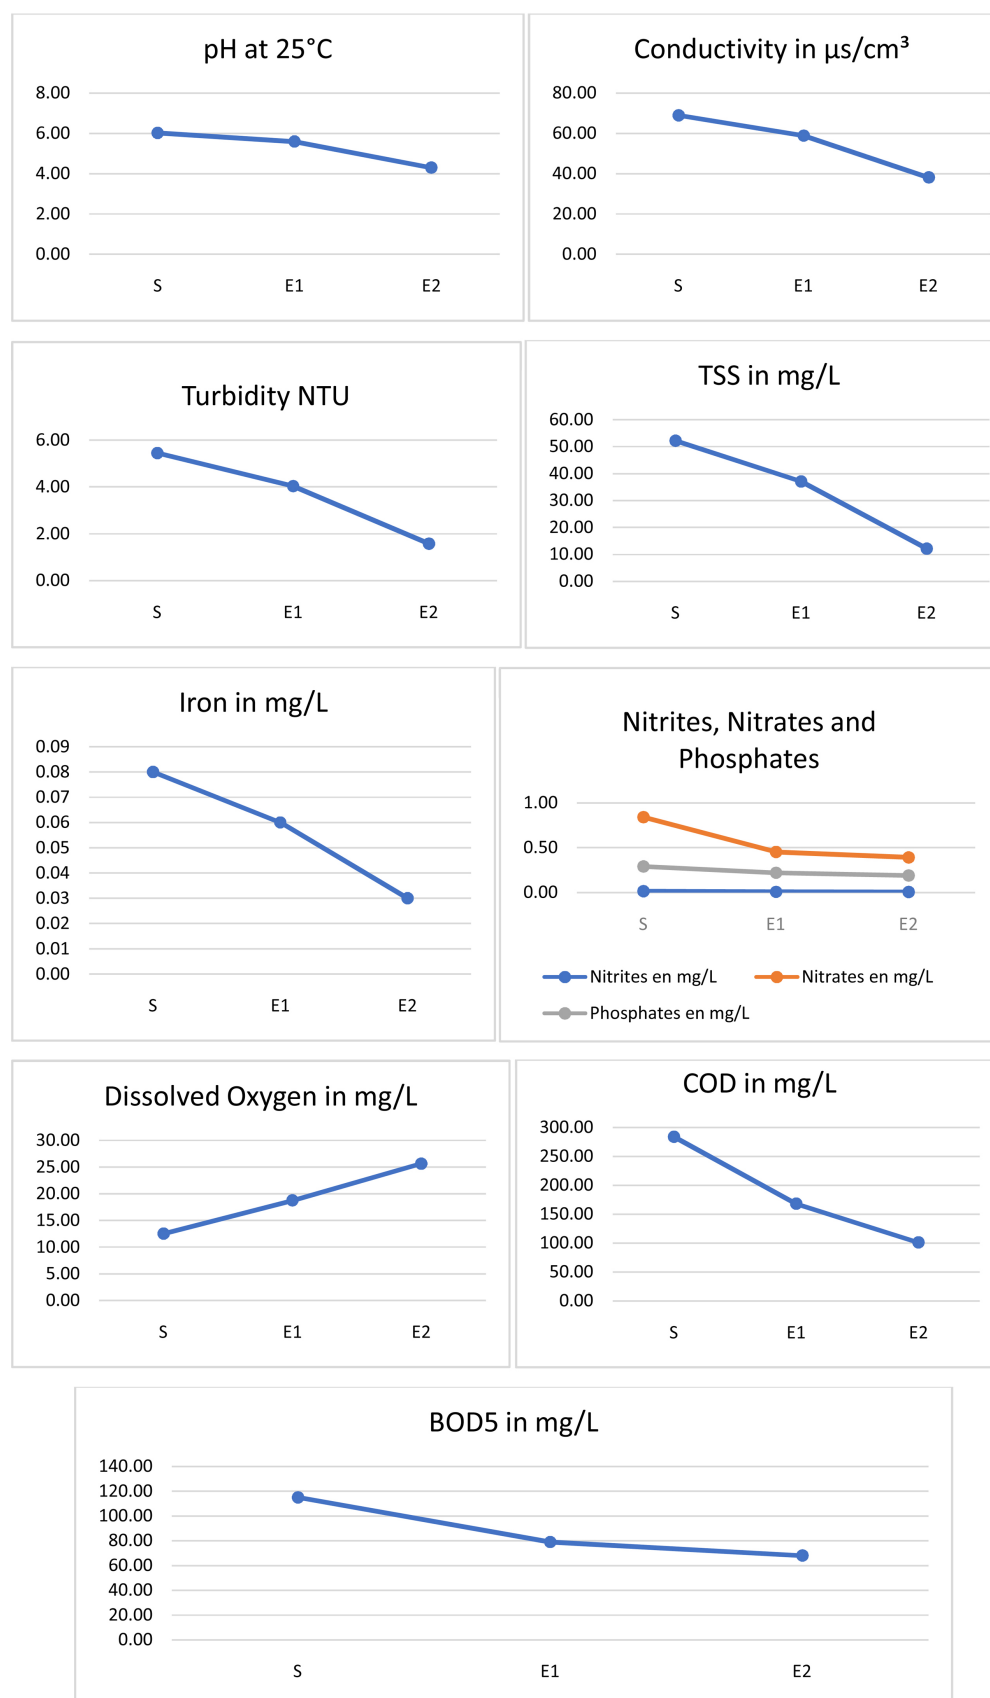 pH at 25°C
8.00
6.00
4.00
2.00
0.00
S E1 E2
Conductivity in µs/cm³
80.00
60.00
40.00
20.00
0.00
S E1 E2
Turbidity NTU
6.00
4.00
2.00
0.00
S E1 E2
TSS in mg/L
60.00
50.00
40.00
30.00
20.00
10.00
0.00
S E1 E2
Iron in mg/L
0.09
0.08
0.07
0.06
0.05
0.04
0.03
0.02
0.01
0.00
S E1 E2
Nitrites, Nitrates and
Phosphates
1.00
0.50
0.00
S E1 E2
Nitrites en mg/L Nitrates en mg/L
Phosphates en mg/L
Dissolved Oxygen in mg/L
30.00
25.00
20.00
15.00
10.00
5.00
0.00
S E1 E2
COD in mg/L
300.00
250.00
200.00
150.00
100.00
50.00
0.00
S E1 E2
BOD5 in mg/L
140.00
120.00
100.00
80.00
60.00
40.00
20.00
0.00
S E1 E2